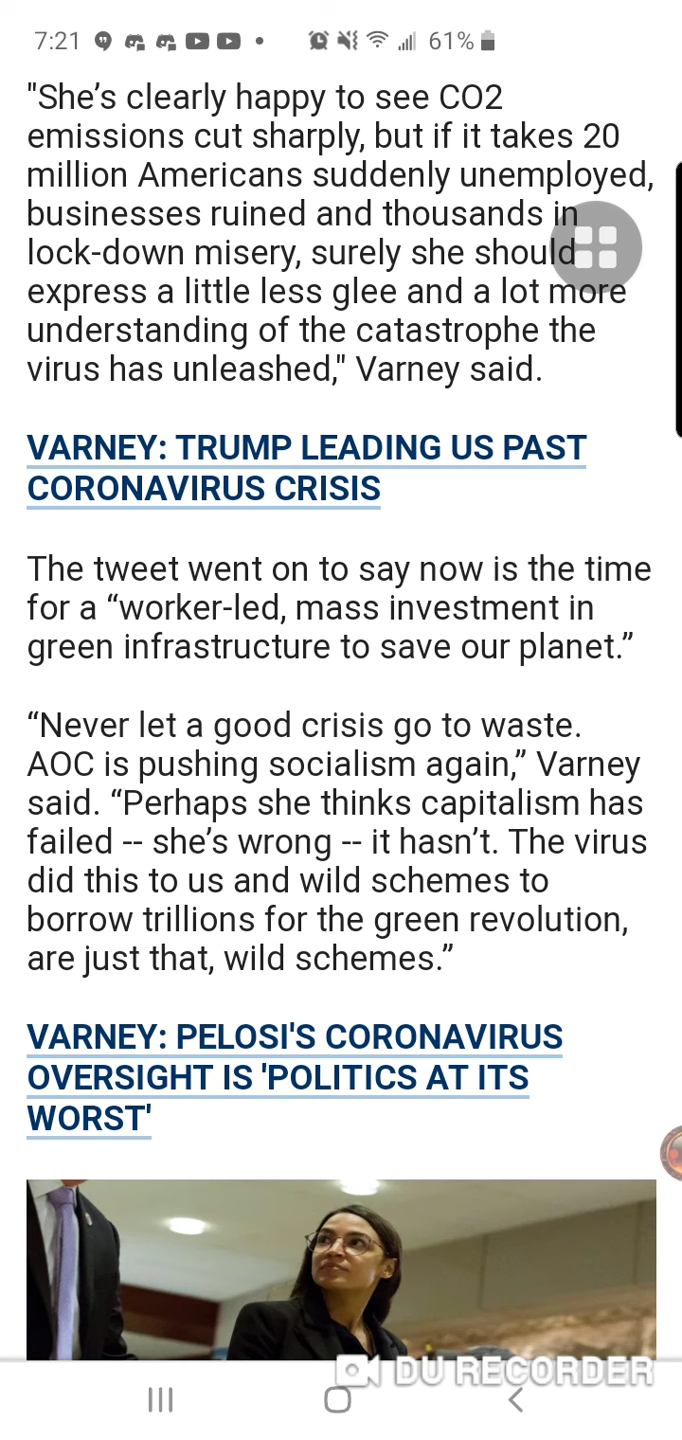 7:21 61%
"She’s clearly happy to see CO2
emissions cut sharply, but if it takes 20
million Americans suddenly unemployed,
businesses ruined and thousands in
lock-down misery, surely she should
express a little less glee and a lot more
understanding of the catastrophe the
virus has unleashed," Varney said.
VARNEY: TRUMP LEADING US PAST
CORONAVIRUS CRISIS
The tweet went on to say now is the time
for a “worker-led, mass investment in
green infrastructure to save our planet.”
“Never let a good crisis go to waste.
AOC is pushing socialism again,” Varney
said. “Perhaps she thinks capitalism has
failed -- she’s wrong -- it hasn’t. The virus
did this to us and wild schemes to
borrow trillions for the green revolution,
are just that, wild schemes.”
VARNEY: PELOSI'S CORONAVIRUS
OVERSIGHT IS 'POLITICS AT ITS
WORST'
DU RECORDER